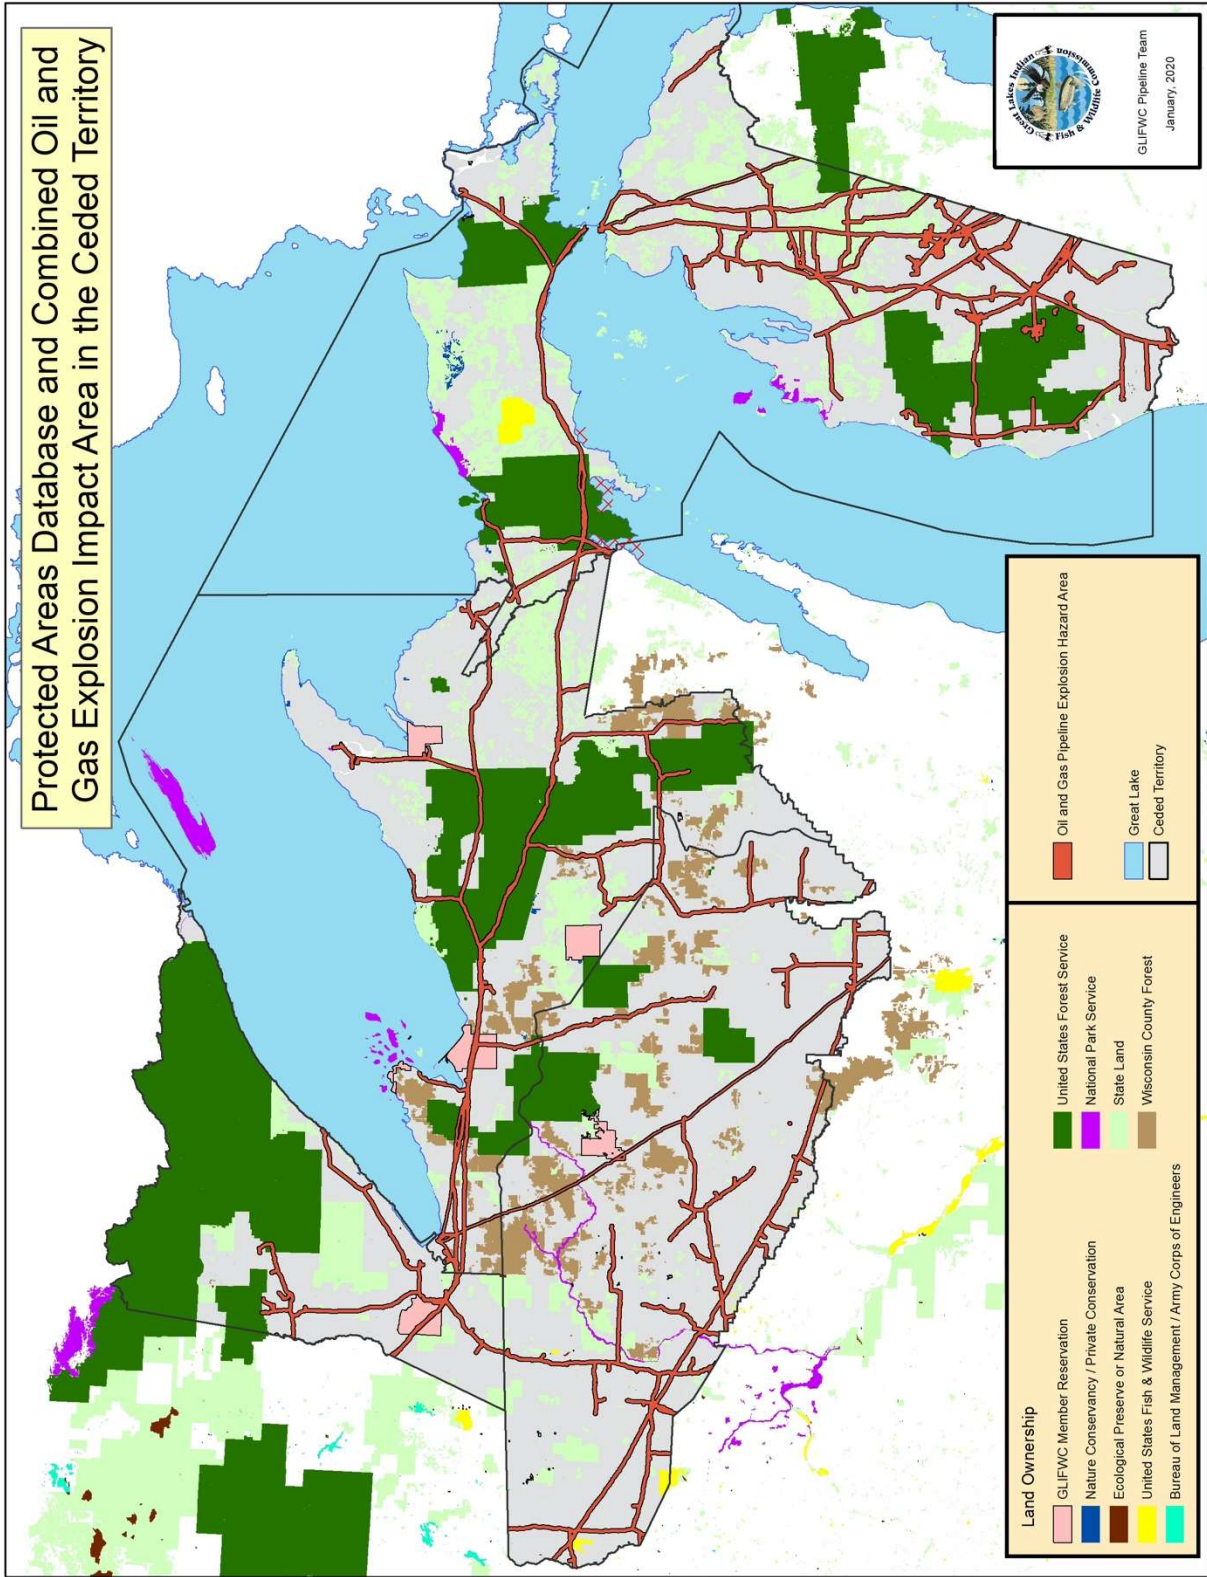 Protected Areas Database and Combined Oil and
Gas Explosion Impact Area in the Ceded Territory
Great Lakes Indian
Fish & Wildlife Commission
GLIFWC Pipeline Team
January, 2020
Land Ownership
GLIFWC Member Reservation
Nature Conservancy / Private Conservation
Ecological Preserve or Natural Area
United States Fish & Wildlife Service
Bureau of Land Management / Army Corps of Engineers
United States Forest Service
National Park Service
State Land
Wisconsin County Forest
Oil and Gas Pipeline Explosion Hazard Area
Great Lake
Ceded Territory